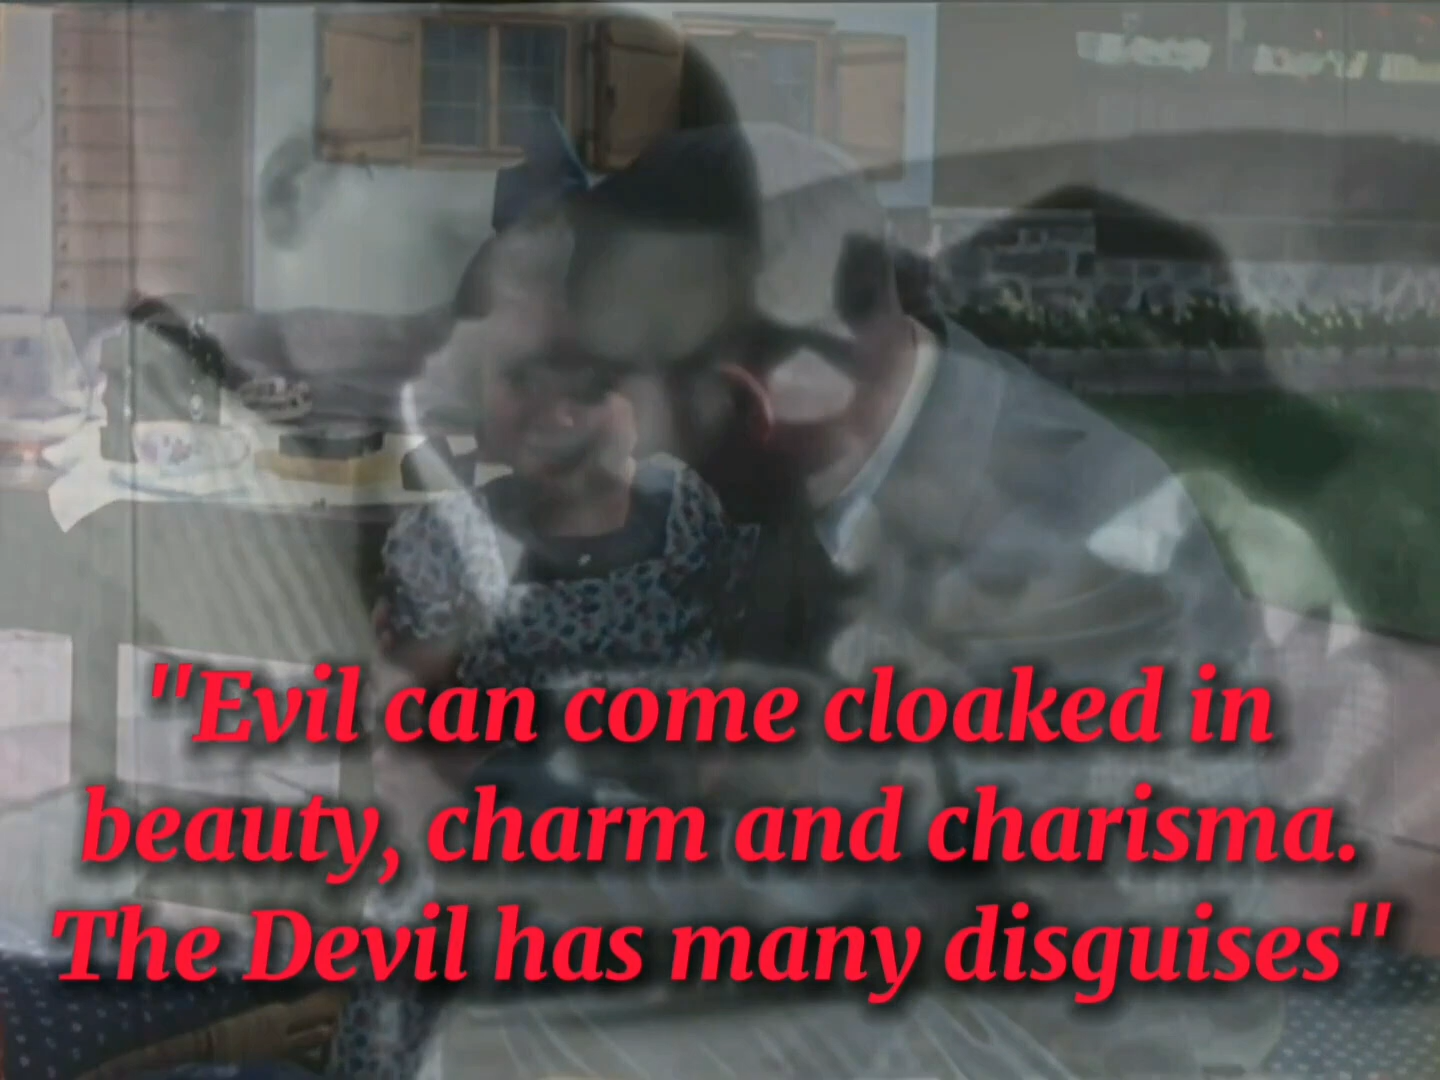 "Evil can come cloaked in
beauty, charm and charisma.
The Devil has many disguises"